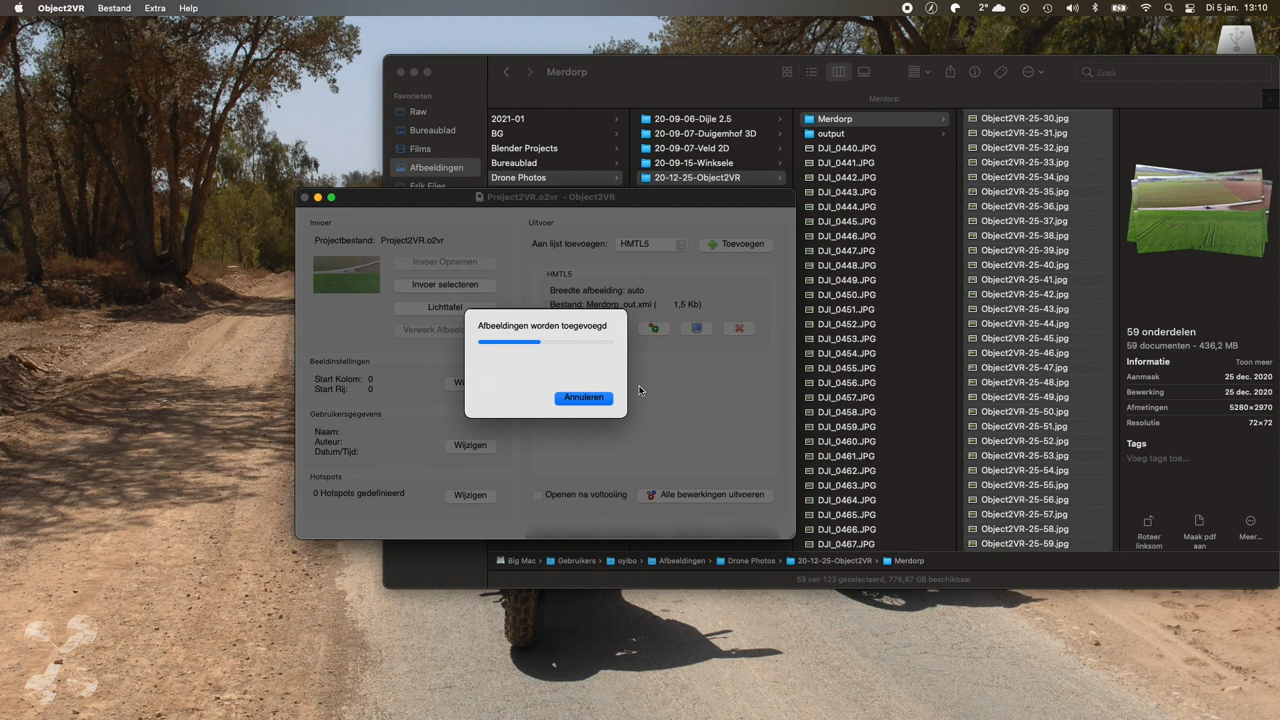 Object2VR Bestand Extra Help
2° Di 5 jan. 13:10
Merdorp
Zoek
Merdorp
Favorieten
Raw
Bureaublad
Films
Afbeeldingen
Erik Files
2021-01
BG
Blender Projects
Bureaublad
Drone Photos
20-09-06-Dijle 2.5
20-09-07-Duigemhof 3D
20-09-07-Veld 2D
20-09-15-Winksele
20-12-25-Object2VR
Merdorp
output
DJI_0440.JPG
DJI_0441.JPG
DJI_0442.JPG
DJI_0443.JPG
DJI_0444.JPG
DJI_0445.JPG
DJI_0446.JPG
DJI_0447.JPG
DJI_0448.JPG
DJI_0449.JPG
DJI_0450.JPG
DJI_0451.JPG
DJI_0452.JPG
DJI_0453.JPG
DJI_0454.JPG
DJI_0455.JPG
DJI_0456.JPG
DJI_0457.JPG
DJI_0458.JPG
DJI_0459.JPG
DJI_0460.JPG
DJI_0461.JPG
DJI_0462.JPG
DJI_0463.JPG
DJI_0464.JPG
DJI_0465.JPG
DJI_0466.JPG
DJI_0467.JPG
Object2VR-25-30.jpg
Object2VR-25-31.jpg
Object2VR-25-32.jpg
Object2VR-25-33.jpg
Object2VR-25-34.jpg
Object2VR-25-35.jpg
Object2VR-25-36.jpg
Object2VR-25-37.jpg
Object2VR-25-38.jpg
Object2VR-25-39.jpg
Object2VR-25-40.jpg
Object2VR-25-41.jpg
Object2VR-25-42.jpg
Object2VR-25-43.jpg
Object2VR-25-44.jpg
Object2VR-25-45.jpg
Object2VR-25-46.jpg
Object2VR-25-47.jpg
Object2VR-25-48.jpg
Object2VR-25-49.jpg
Object2VR-25-50.jpg
Object2VR-25-51.jpg
Object2VR-25-52.jpg
Object2VR-25-53.jpg
Object2VR-25-54.jpg
Object2VR-25-55.jpg
Object2VR-25-56.jpg
Object2VR-25-57.jpg
Object2VR-25-58.jpg
Object2VR-25-59.jpg
59 onderdelen
59 documenten - 436,2 MB
Informatie Toon meer
Aanmaak 25 dec. 2020
Bewerking 25 dec. 2020
Afmetingen 5280×2970
Resolutie 72×72
Tags
Voeg tags toe...
Roteer linksom
Maak pdf aan
Meer...
Big Mac › Gebruikers › oyibo › Afbeeldingen › Drone Photos › 20-12-25-Object2VR › Merdorp
59 van 123 geselecteerd, 776,87 GB beschikbaar
Project2VR.o2vr - Object2VR
Invoer
Projectbestand: Project2VR.o2vr
Invoer Opnemen
Invoer selecteren
Lichttafel
Verwerk Afbeeld
Beeldinstellingen
Start Kolom: 0
Start Rij: 0
Wi
Gebruikersgegevens
Naam:
Auteur:
Datum/Tijd:
Wijzigen
Hotspots
0 Hotspots gedefinieerd
Wijzigen
Uitvoer
Aan lijst toevoegen: HMTL5 Toevoegen
HMTL5
Breedte afbeelding: auto
Bestand: Merdorp_out.xml ( 1,5 Kb)
Openen na voltooiing
Alle bewerkingen uitvoeren
Afbeeldingen worden toegevoegd
Annuleren